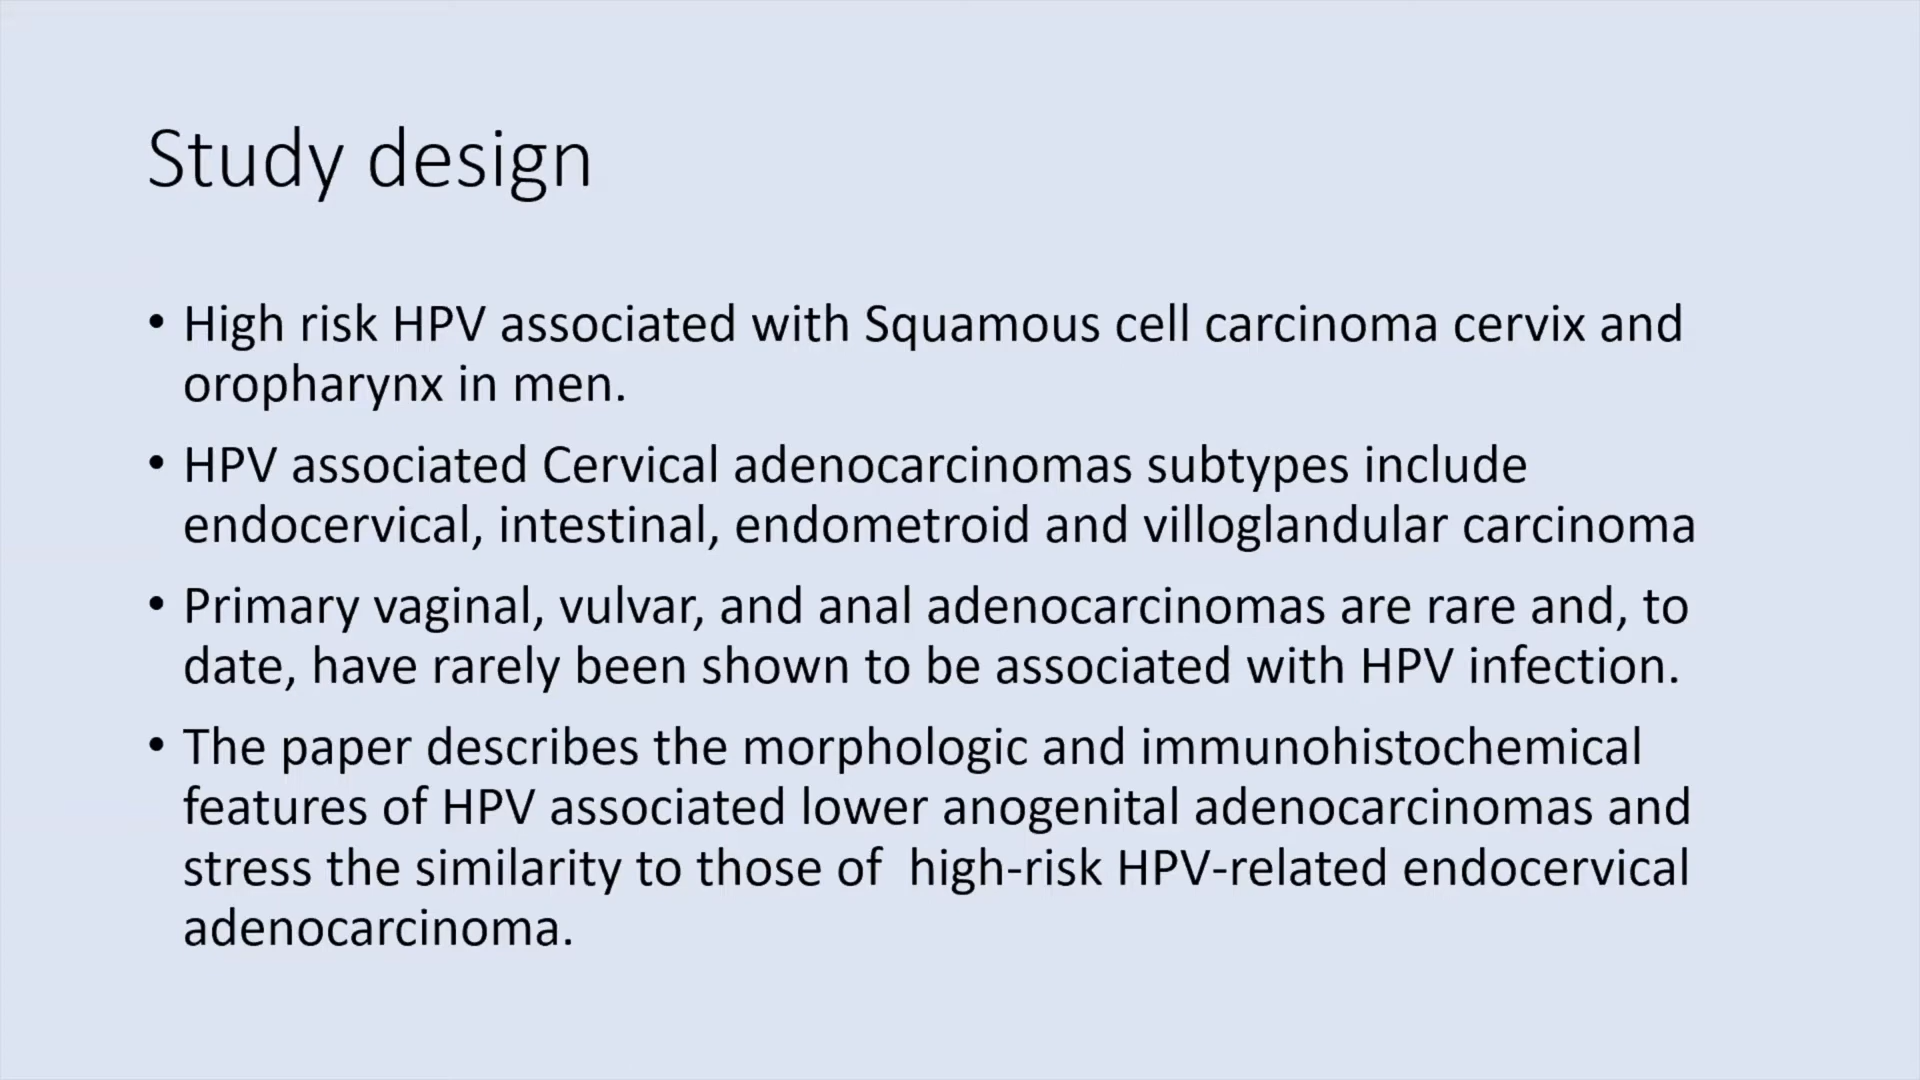 Study design
• High risk HPV associated with Squamous cell carcinoma cervix and
oropharynx in men.
• HPV associated Cervical adenocarcinomas subtypes include
endocervical, intestinal, endometroid and villoglandular carcinoma
• Primary vaginal, vulvar, and anal adenocarcinomas are rare and, to
date, have rarely been shown to be associated with HPV infection.
• The paper describes the morphologic and immunohistochemical
features of HPV associated lower anogenital adenocarcinomas and
stress the similarity to those of  high-risk HPV-related endocervical
adenocarcinoma.